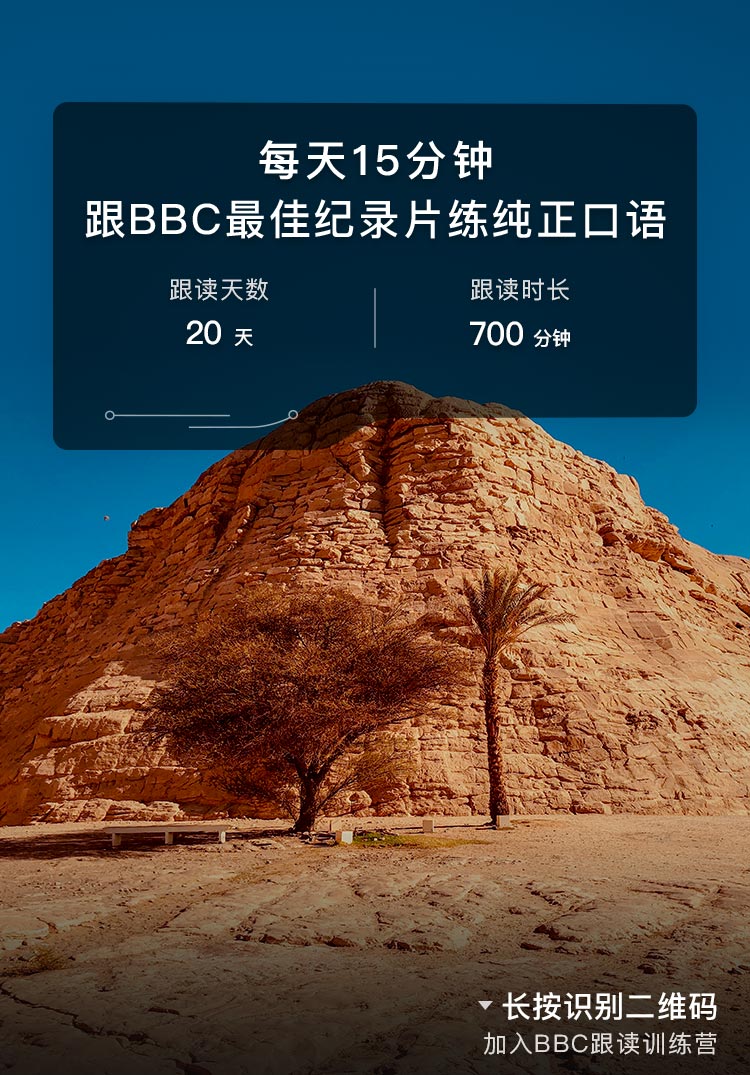 每天15分钟
跟BBC最佳纪录片练纯正口语
跟读天数
20 天
跟读时长
700 分钟
长按识别二维码
加入BBC跟读训练营